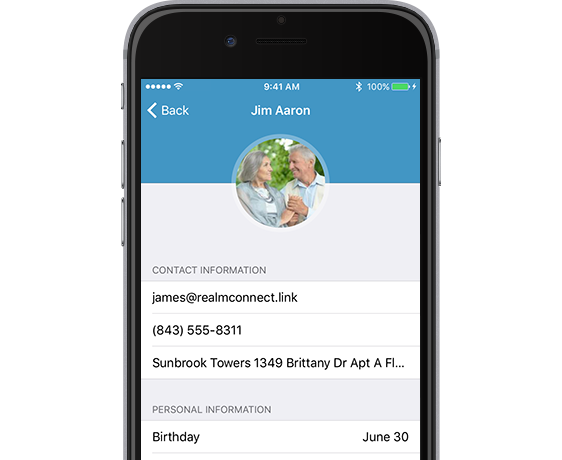 9:41 AM 100%
Back Jim Aaron
CONTACT INFORMATION
james@realmconnect.link
(843) 555-8311
Sunbrook Towers 1349 Brittany Dr Apt A Fl...
PERSONAL INFORMATION
Birthday June 30